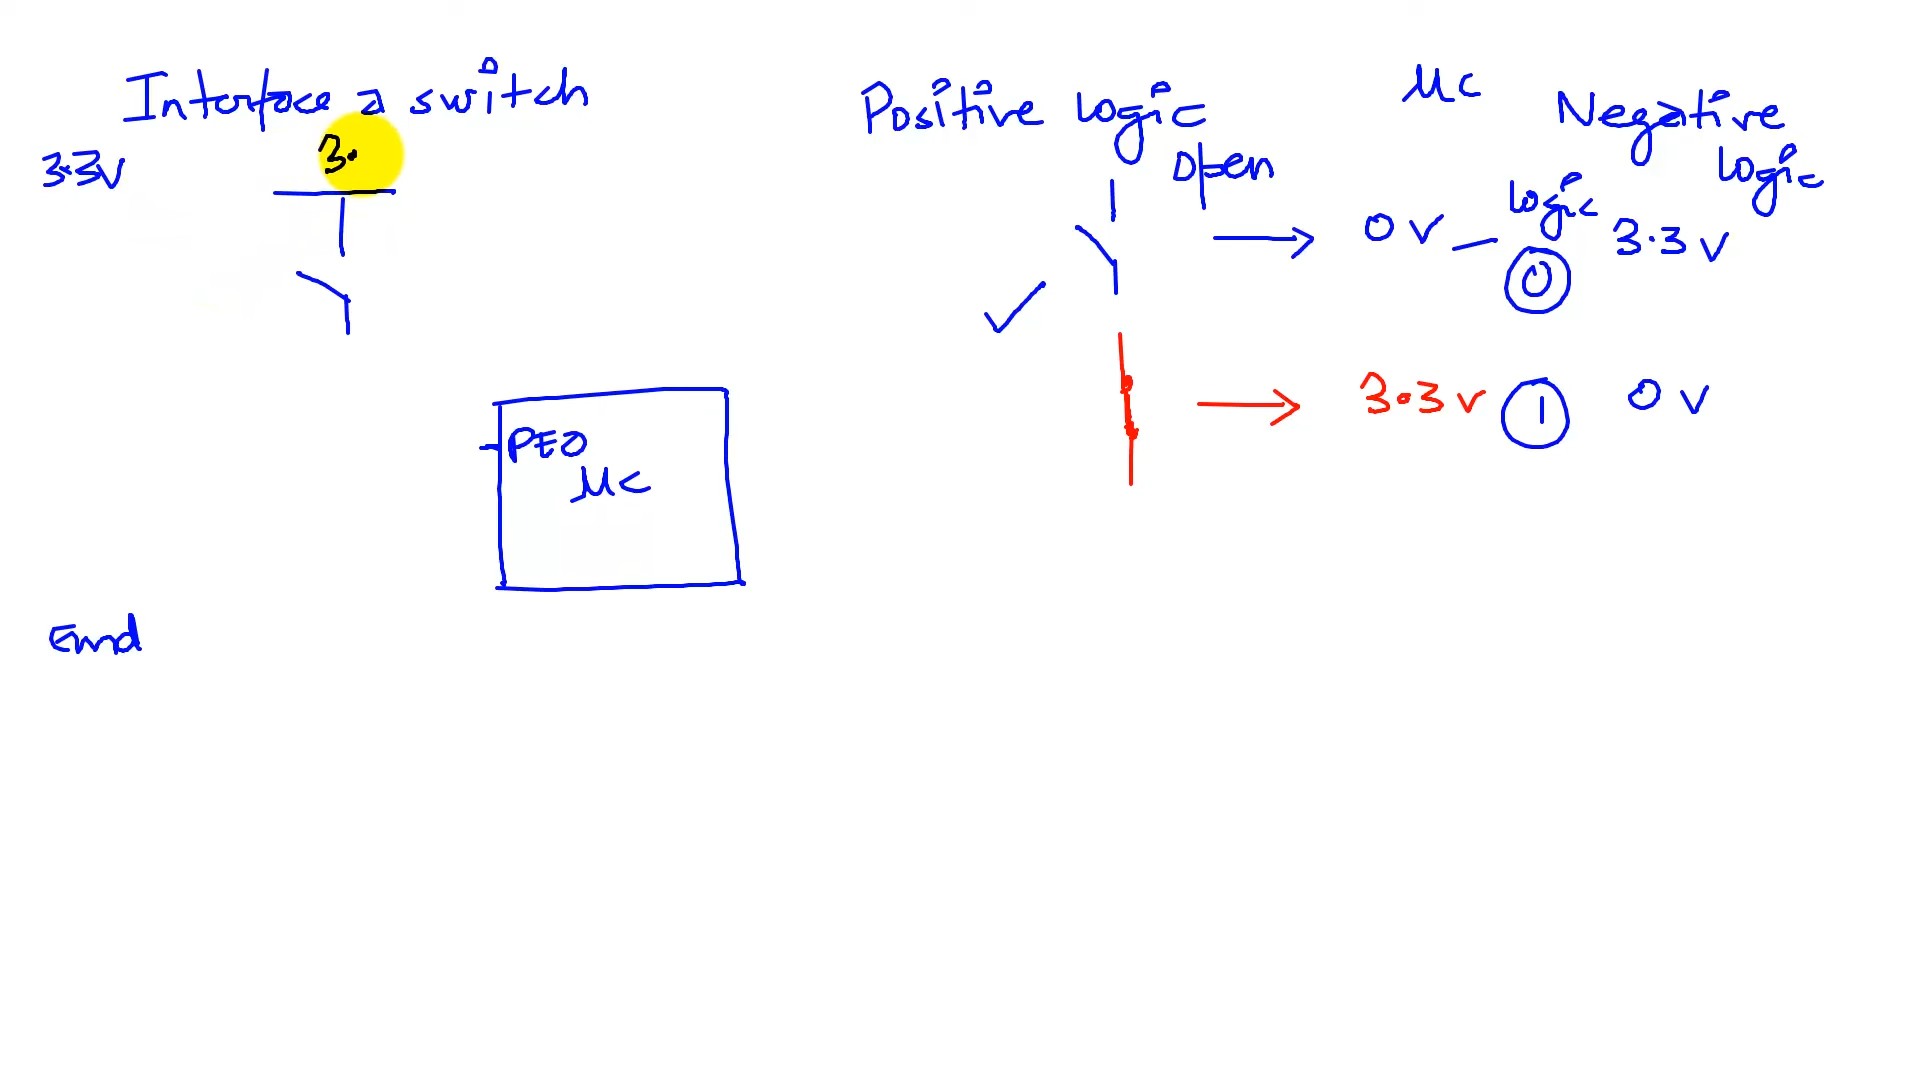 Interface a switch
3.3V
3.
PE0
μC
Gnd
Positive logic
μC
Negative
logic
open
logic
0 V
0
3.3 V
3.3 V
1
0 V